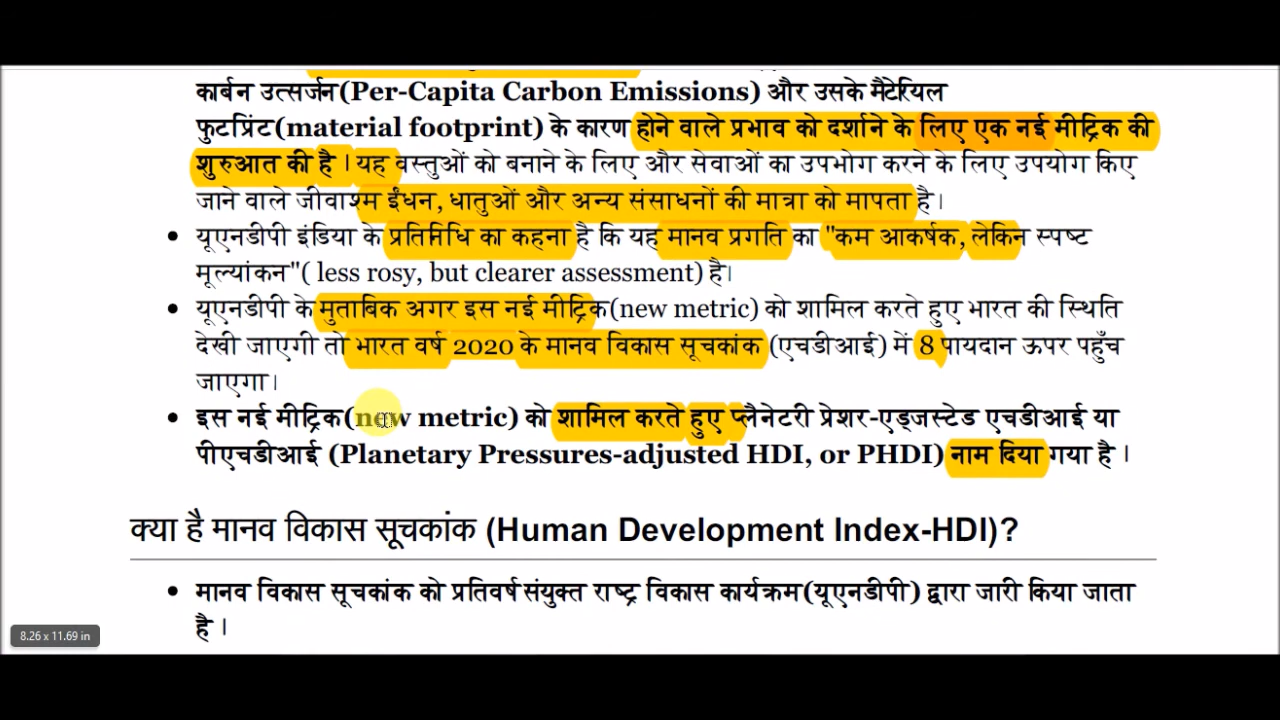 कार्बन उत्सर्जन(Per-Capita Carbon Emissions) और उसके मैटेरियल
फुटप्रिंट(material footprint) के कारण होने वाले प्रभाव को दर्शाने के लिए एक नई मीट्रिक की
शुरुआत की है । यह वस्तुओं को बनाने के लिए और सेवाओं का उपभोग करने के लिए उपयोग किए
जाने वाले जीवाश्म ईंधन, धातुओं और अन्य संसाधनों की मात्रा को मापता है।
• यूएनडीपी इंडिया के प्रतिनिधि का कहना है कि यह मानव प्रगति का "कम आकर्षक, लेकिन स्पष्ट
मूल्यांकन"( less rosy, but clearer assessment) है।
• यूएनडीपी के मुताबिक अगर इस नई मीट्रिक(new metric) को शामिल करते हुए भारत की स्थिति
देखी जाएगी तो भारत वर्ष 2020 के मानव विकास सूचकांक (एचडीआई) में 8 पायदान ऊपर पहुँच
जाएगा।
• इस नई मीट्रिक(new metric) को शामिल करते हुए प्लैनेटरी प्रेशर-एड्जस्टेड एचडीआई या
पीएचडीआई (Planetary Pressures-adjusted HDI, or PHDI) नाम दिया गया है ।
क्या है मानव विकास सूचकांक (Human Development Index-HDI)?
• मानव विकास सूचकांक को प्रतिवर्ष संयुक्त राष्ट्र विकास कार्यक्रम(यूएनडीपी) द्वारा जारी किया जाता
है ।
8.26 x 11.69 in